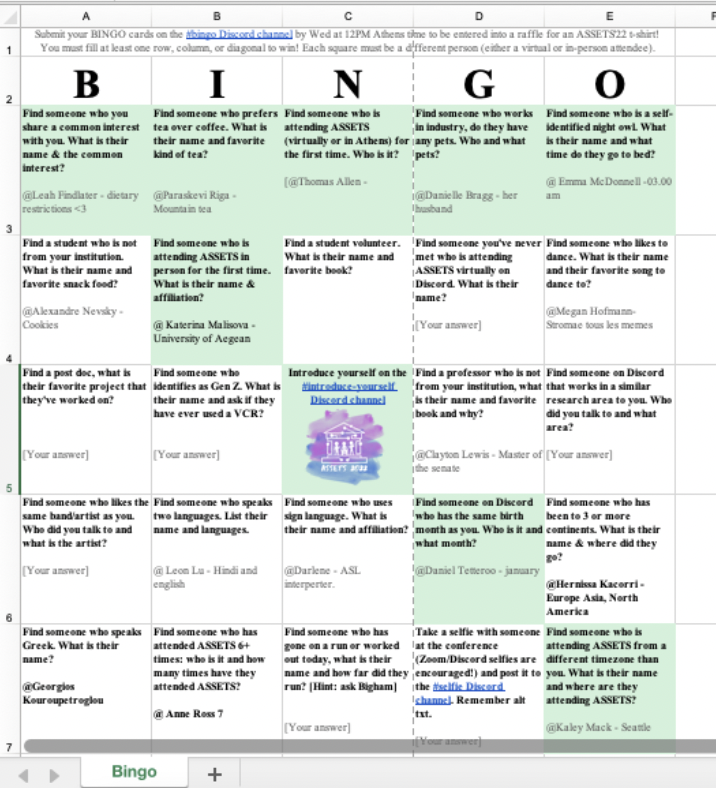 A B C D E F
1 Submit your BINGO cards on the #bingo Discord channel by Wed at 12PM Athens time to be entered into a raffle for an ASSETS'22 t-shirt!
You must fill at least one row, column, or diagonal to win! Each square must be a different person (either a virtual or in-person attendee).
2 B I N G O
3
Find someone who you
share a common interest
with you. What is their
name & the common
interest?
@Leah Findlater - dietary
restrictions <3
Find someone who prefers
tea over coffee. What is
their name and favorite
kind of tea?
@Paraskevi Riga -
Mountain tea
Find someone who is
attending ASSETS
(virtually or in Athens) for
the first time. Who is it?
[@Thomas Allen -
Find someone who works
in industry, do they have
any pets. Who and what
pets?
@Danielle Bragg - her
husband
Find someone who is a self-
identified night owl. What
is their name and what
time do they go to bed?
@ Emma McDonnell -03.00
am
4
Find a student who is not
from your institution.
What is their name and
favorite snack food?
@Alexandre Nevsky -
Cookies
Find someone who is
attending ASSETS in
person for the first time.
What is their name &
affiliation?
@ Katerina Malisova -
University of Aegean
Find a student volunteer.
What is their name and
favorite book?
Find someone you've never
met who is attending
ASSETS virtually on
Discord. What is their
name?
[Your answer]
Find someone who likes to
dance. What is their name
and their favorite song to
dance to?
@Megan Hofmann-
Stromae tous les memes
5
Find a post doc, what is
their favorite project that
they've worked on?
[Your answer]
Find someone who
identifies as Gen Z. What is
their name and ask if they
have ever used a VCR?
[Your answer]
Introduce yourself on the
#introduce-yourself
Discord channel
ASSETS 2022
Find a professor who is not
from your institution, what
is their name and favorite
book and why?
@Clayton Lewis - Master of
the senate
Find someone on Discord
that works in a similar
research area to you. Who
did you talk to and what
area?
[Your answer]
6
Find someone who likes the
same band/artist as you.
Who did you talk to and
what is the artist?
[Your answer]
Find someone who speaks
two languages. List their
name and languages.
@ Leon Lu - Hindi and
english
Find someone who uses
sign language. What is
their name and affiliation?
@Darlene - ASL
interperter.
Find someone on Discord
who has the same birth
month as you. Who is it and
what month?
@Daniel Tetteroo - january
Find someone who has
been to 3 or more
continents. What is their
name & where did they
go?
@Hernissa Kacorri -
Europe Asia, North
America
7
Find someone who speaks
Greek. What is their
name?
@Georgios
Kouroupetroglou
Find someone who has
attended ASSETS 6+
times: who is it and how
many times have they
attended ASSETS?
@ Anne Ross 7
Find someone who has
gone on a run or worked
out today, what is their
name and how far did they
run? [Hint: ask Bigham]
[Your answer]
Take a selfie with someone
at the conference
(Zoom/Discord selfies are
encouraged!) and post it to
the #selfie Discord
channel. Remember alt
txt.
[Your answer]
Find someone who is
attending ASSETS from a
different timezone than
you. What is their name
and where are they
attending ASSETS?
@Kaley Mack - Seattle
Bingo